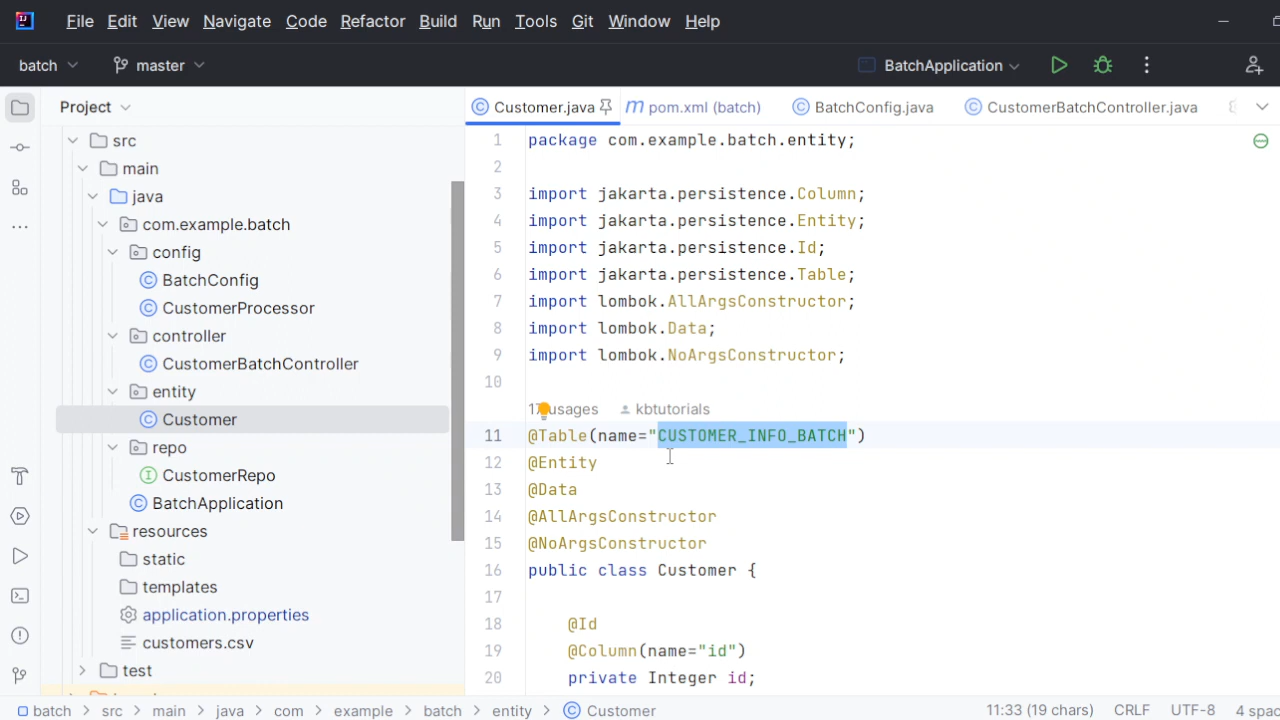 File Edit View Navigate Code Refactor Build Run Tools Git Window Help
batch master BatchApplication
Project
Customer.java pom.xml (batch) BatchConfig.java CustomerBatchController.java
src
main
java
com.example.batch
config
BatchConfig
CustomerProcessor
controller
CustomerBatchController
entity
Customer
repo
CustomerRepo
BatchApplication
resources
static
templates
application.properties
customers.csv
test
1 package com.example.batch.entity;
2
3 import jakarta.persistence.Column;
4 import jakarta.persistence.Entity;
5 import jakarta.persistence.Id;
6 import jakarta.persistence.Table;
7 import lombok.AllArgsConstructor;
8 import lombok.Data;
9 import lombok.NoArgsConstructor;
10
usages kbtutorials
11 @Table(name="CUSTOMER_INFO_BATCH")
12 @Entity
13 @Data
14 @AllArgsConstructor
15 @NoArgsConstructor
16 public class Customer {
17
18 @Id
19 @Column(name="id")
20 private Integer id;
batch > src > main > java > com > example > batch > entity > Customer 11:33 (19 chars) CRLF UTF-8 4 spac